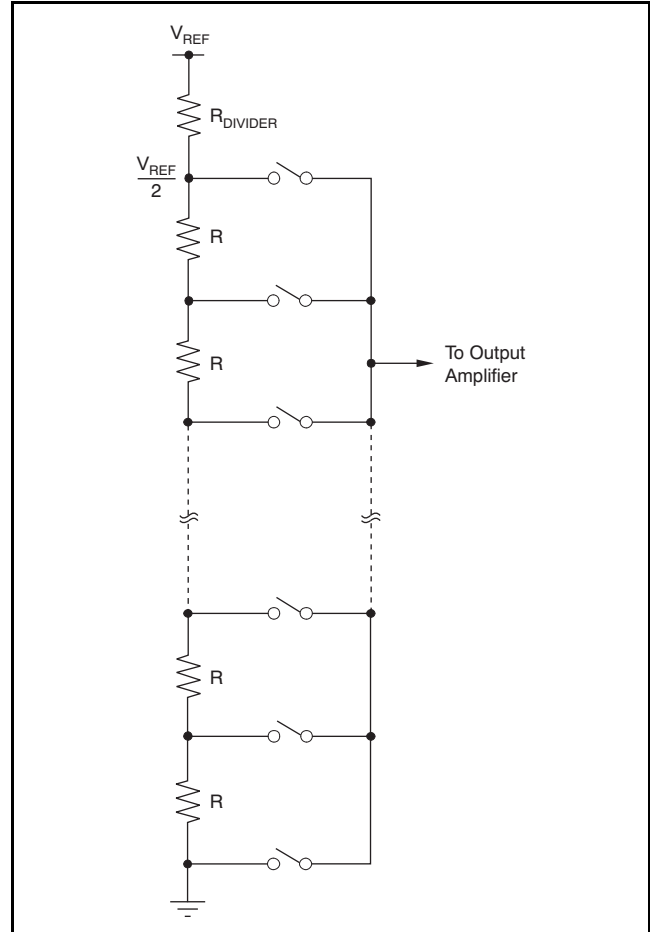 V_REF
R_DIVIDER
V_REF
2
R
R
To Output
Amplifier
R
R